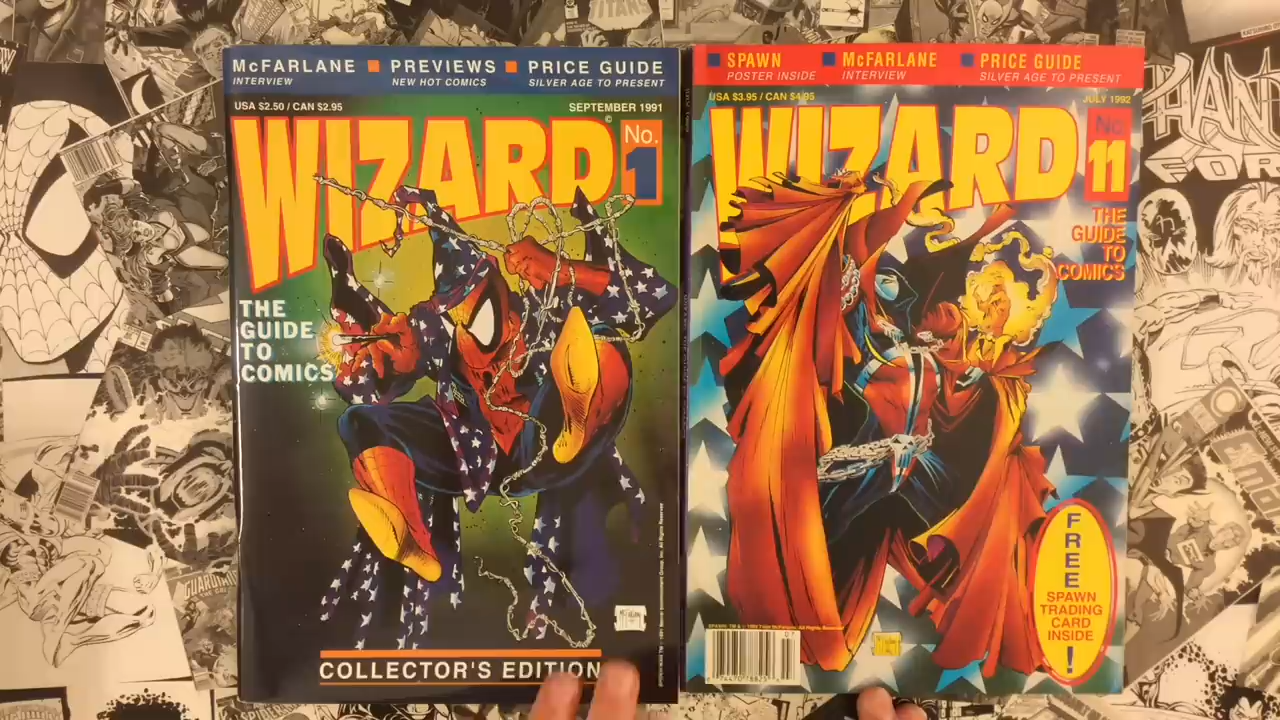 McFARLANE ■ PREVIEWS ■ PRICE GUIDE
INTERVIEW NEW HOT COMICS SILVER AGE TO PRESENT
USA $2.50 / CAN $2.95 SEPTEMBER 1991
WIZARD
No.
1
THE
GUIDE
TO
COMICS
COLLECTOR'S EDITION
■ SPAWN ■ McFARLANE ■ PRICE GUIDE
POSTER INSIDE INTERVIEW SILVER AGE TO PRESENT
USA $3.95 / CAN $4.95 JULY 1992
WIZARD
No.
11
THE
GUIDE
TO
COMICS
FREE
SPAWN
TRADING
CARD
INSIDE
!
TITANS